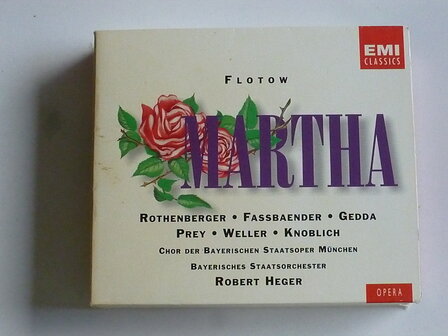 EMI
CLASSICS
FLOTOW
MARTHA
ROTHENBERGER • FASSBAENDER • GEDDA
PREY • WELLER • KNOBLICH
CHOR DER BAYERISCHEN STAATSOPER MÜNCHEN
BAYERISCHES STAATSORCHESTER
ROBERT HEGER
OPERA